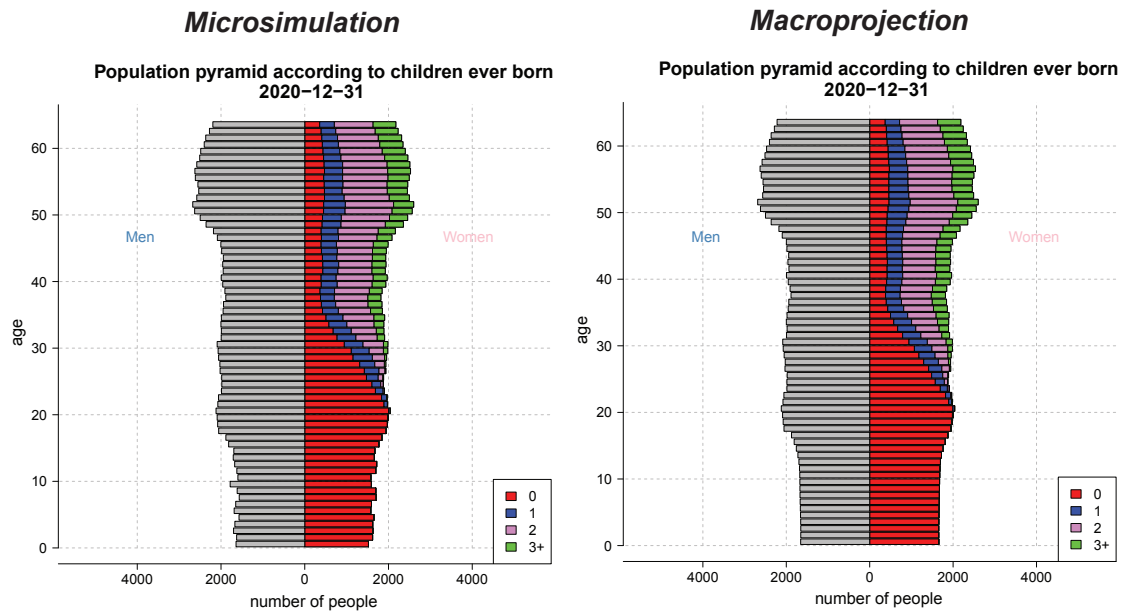 Microsimulation
Population pyramid according to children ever born
2020−12−31
age
60
50
40
30
20
10
0
Men
Women
0
1
2
3+
4000
2000
0
2000
4000
number of people
Macroprojection
Population pyramid according to children ever born
2020−12−31
age
60
50
40
30
20
10
0
Men
Women
0
1
2
3+
4000
2000
0
2000
4000
number of people